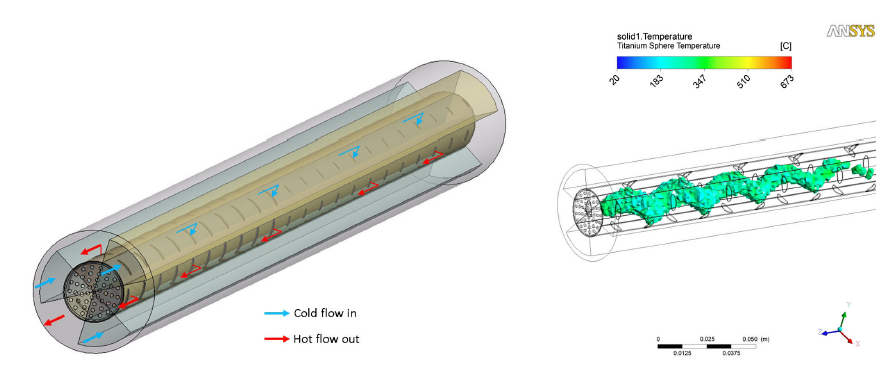 Cold flow in
Hot flow out
ANSYS
solid1.Temperature
Titanium Sphere Temperature [C]
20 183 347 510 673
0 0.025 0.050 (m)
0.0125 0.0375
Y
Z
X